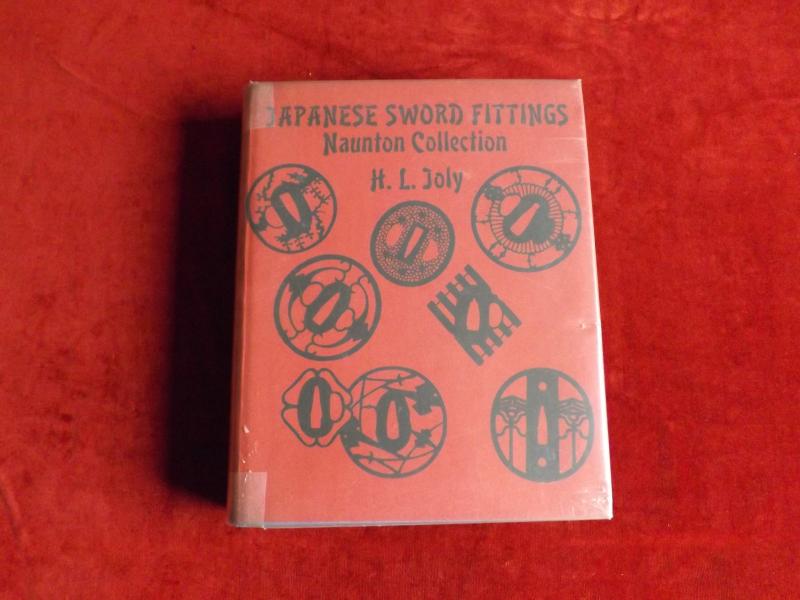 JAPANESE SWORD FITTINGS
Naunton Collection
H. L. Joly